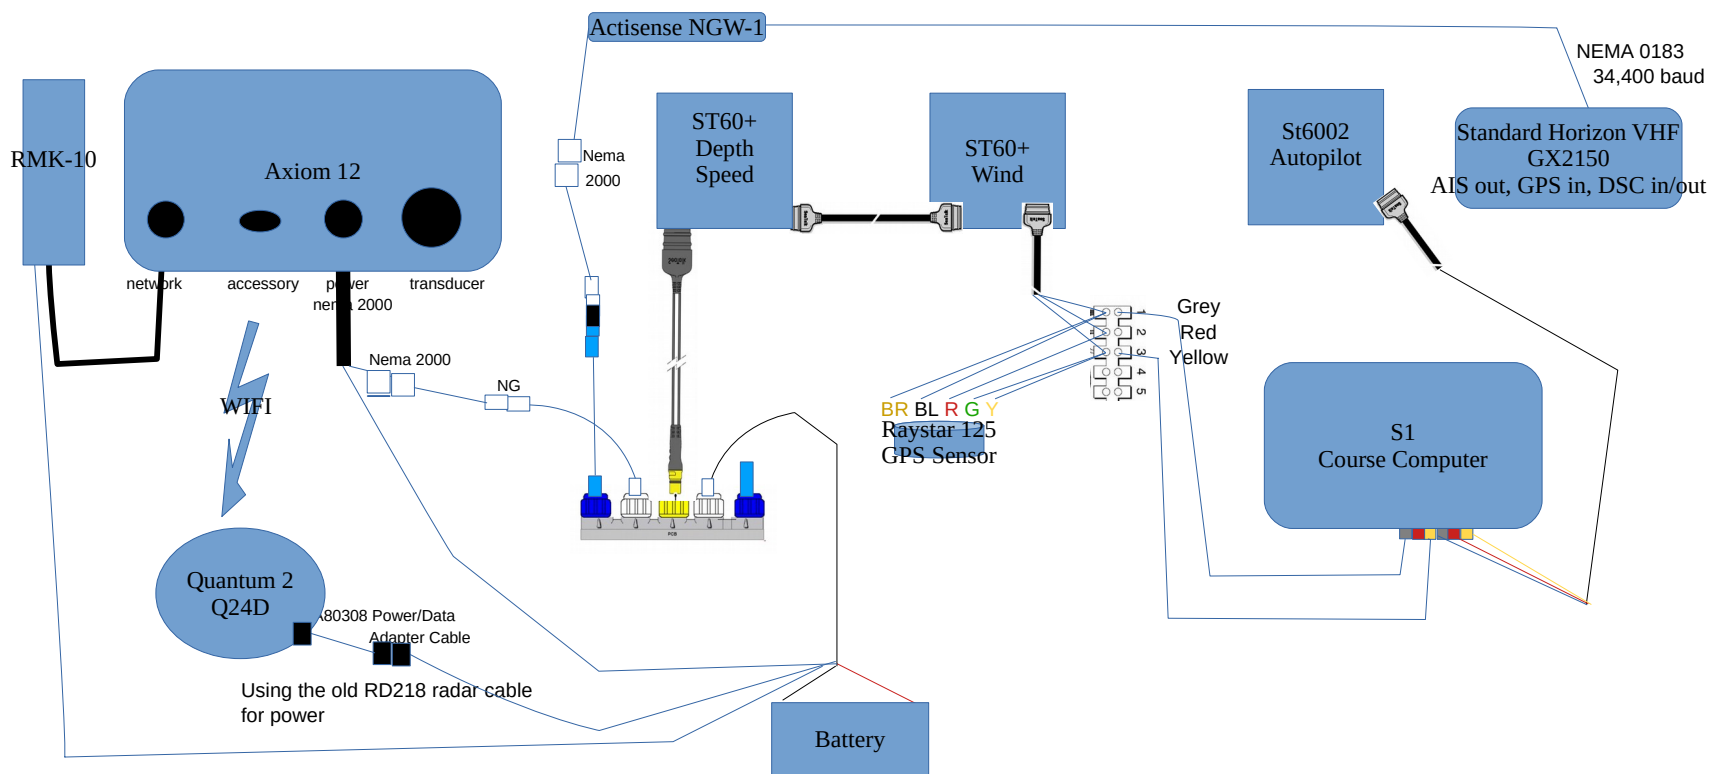 Actisense NGW-1
NEMA 0183
34,400 baud
RMK-10
Axiom 12
network
accessory
power
nema 2000
transducer
Nema
2000
ST60+
Depth
Speed
ST60+
Wind
St6002
Autopilot
Standard Horizon VHF
GX2150
AIS out, GPS in, DSC in/out
1
2
3
4
5
Grey
Red
Yellow
Nema 2000
NG
WIFI
BR BL R G Y
Raystar 125
GPS Sensor
S1
Course Computer
Quantum 2
Q24D
A80308 Power/Data
Adapter Cable
Using the old RD218 radar cable
for power
Battery